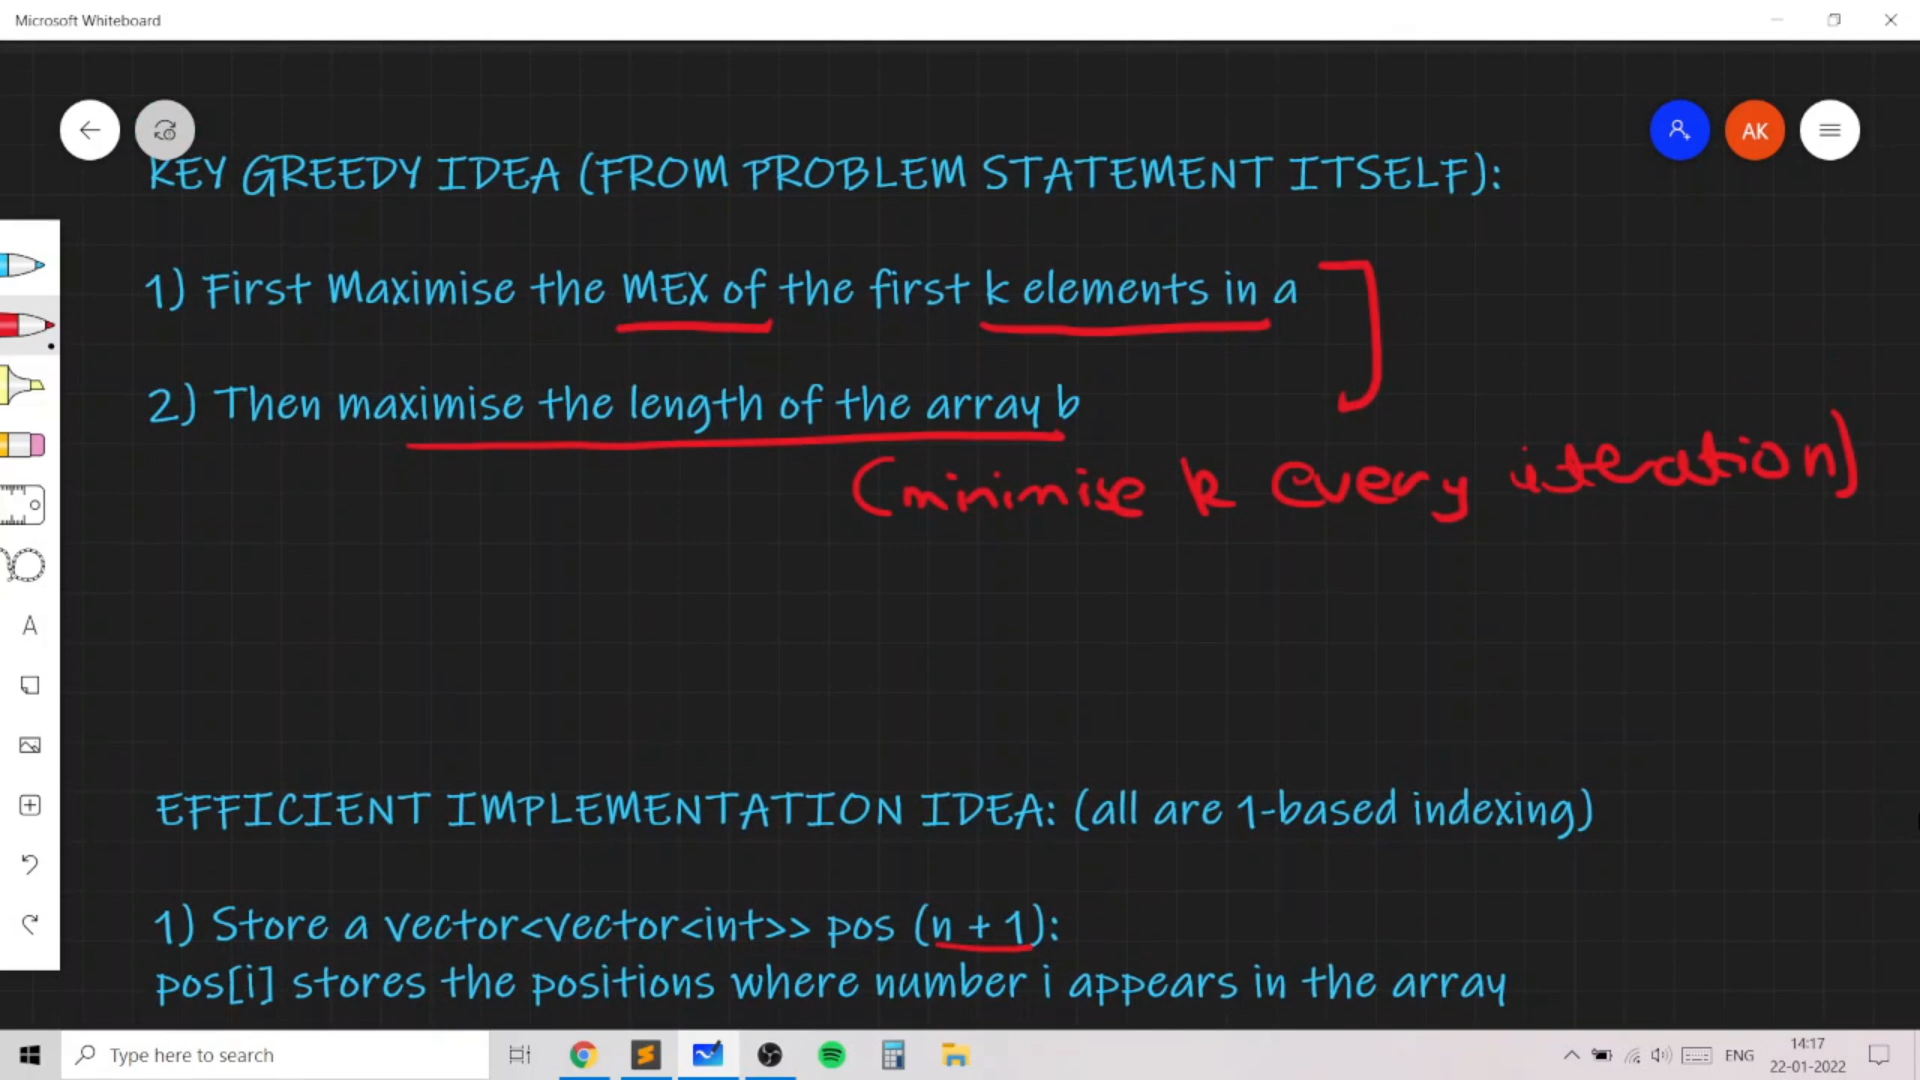 Microsoft Whiteboard
AK
KEY GREEDY IDEA (FROM PROBLEM STATEMENT ITSELF):
1) First Maximise the MEX of the first k elements in a
2) Then maximise the length of the array b
(minimise k every iteration)
A
EFFICIENT IMPLEMENTATION IDEA: (all are 1-based indexing)
1) Store a vector<vector<int>> pos (n + 1):
pos[i] stores the positions where number i appears in the array
Type here to search
ENG
14:17
22-01-2022